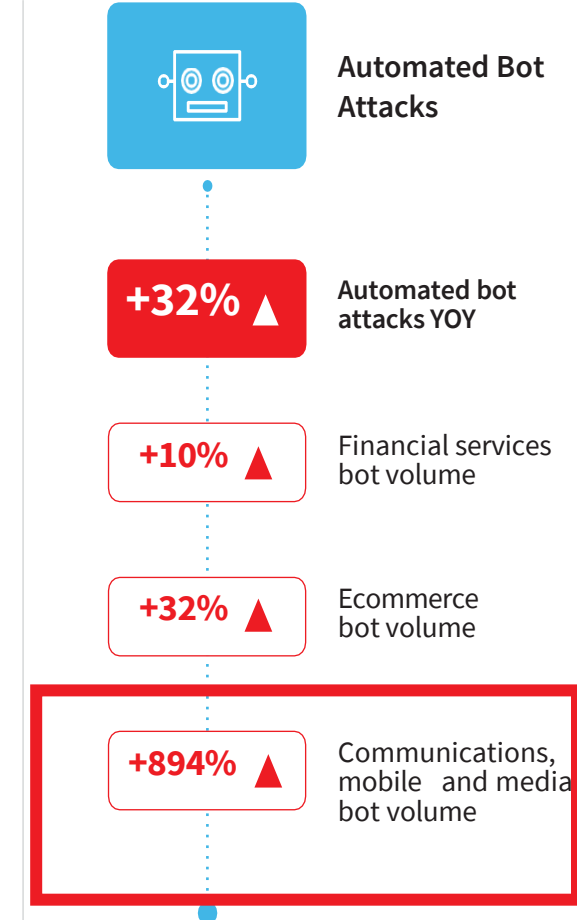 Automated Bot
Attacks
+32%
Automated bot
attacks YOY
+10%
Financial services
bot volume
+32%
Ecommerce
bot volume
+894%
Communications,
mobile and media
bot volume